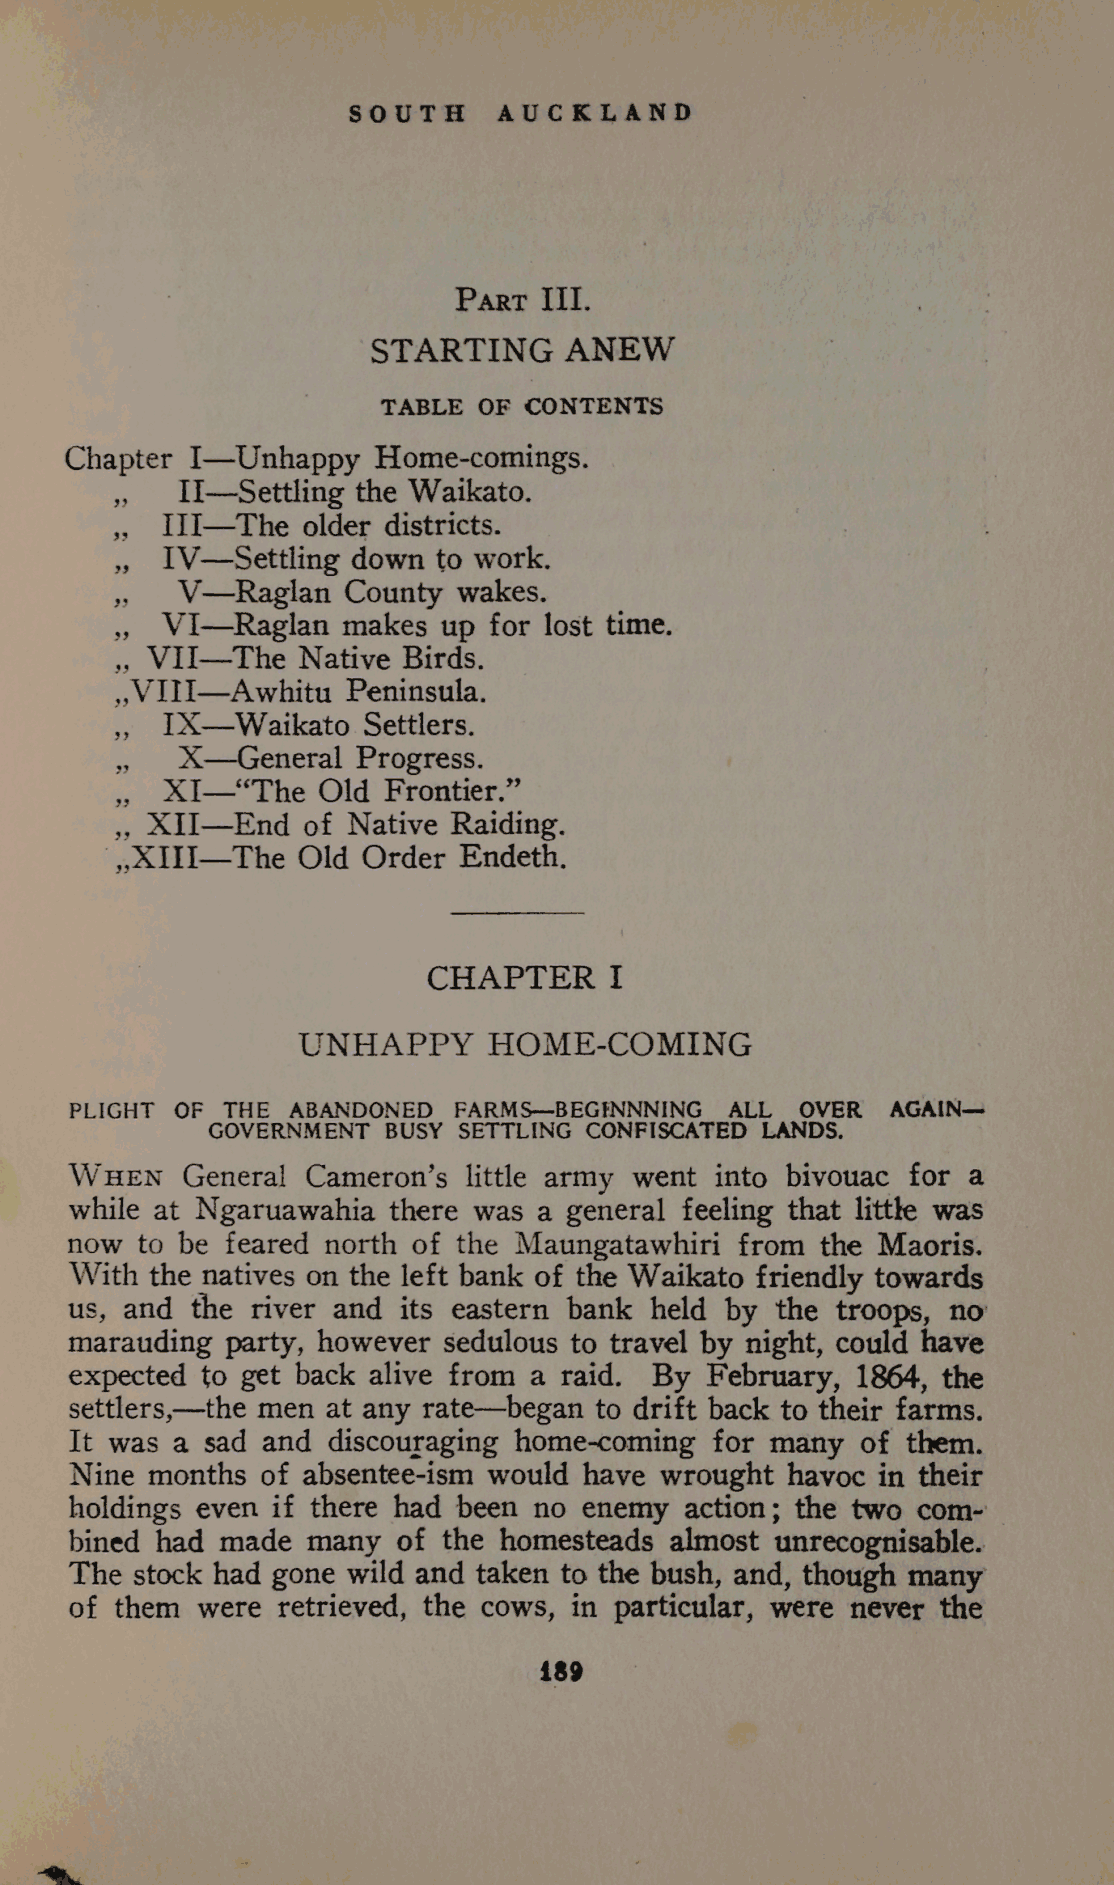 SOUTH AUCKLAND
PART III.
STARTING ANEW
TABLE OF CONTENTS
Chapter I—Unhappy Home-comings.
„ II—Settling the Waikato.
„ III—The older districts.
„ IV—Settling down to work.
„ V—Raglan County wakes.
„ VI—Raglan makes up for lost time.
„ VII—The Native Birds.
„VIII—Awhitu Peninsula.
„ IX—Waikato Settlers.
„ X—General Progress.
„ XI—“The Old Frontier.”
„ XII—End of Native Raiding.
„XIII—The Old Order Endeth.
CHAPTER I
UNHAPPY HOME-COMING
PLIGHT OF THE ABANDONED FARMS—BEGINNNING ALL OVER AGAIN—
GOVERNMENT BUSY SETTLING CONFISCATED LANDS.
WHEN General Cameron’s little army went into bivouac for a
while at Ngaruawahia there was a general feeling that little was
now to be feared north of the Maungatawhiri from the Maoris.
With the natives on the left bank of the Waikato friendly towards
us, and the river and its eastern bank held by the troops, no
marauding party, however sedulous to travel by night, could have
expected to get back alive from a raid. By February, 1864, the
settlers,—the men at any rate—began to drift back to their farms.
It was a sad and discouraging home-coming for many of them.
Nine months of absentee-ism would have wrought havoc in their
holdings even if there had been no enemy action; the two com-
bined had made many of the homesteads almost unrecognisable.
The stock had gone wild and taken to the bush, and, though many
of them were retrieved, the cows, in particular, were never the
189